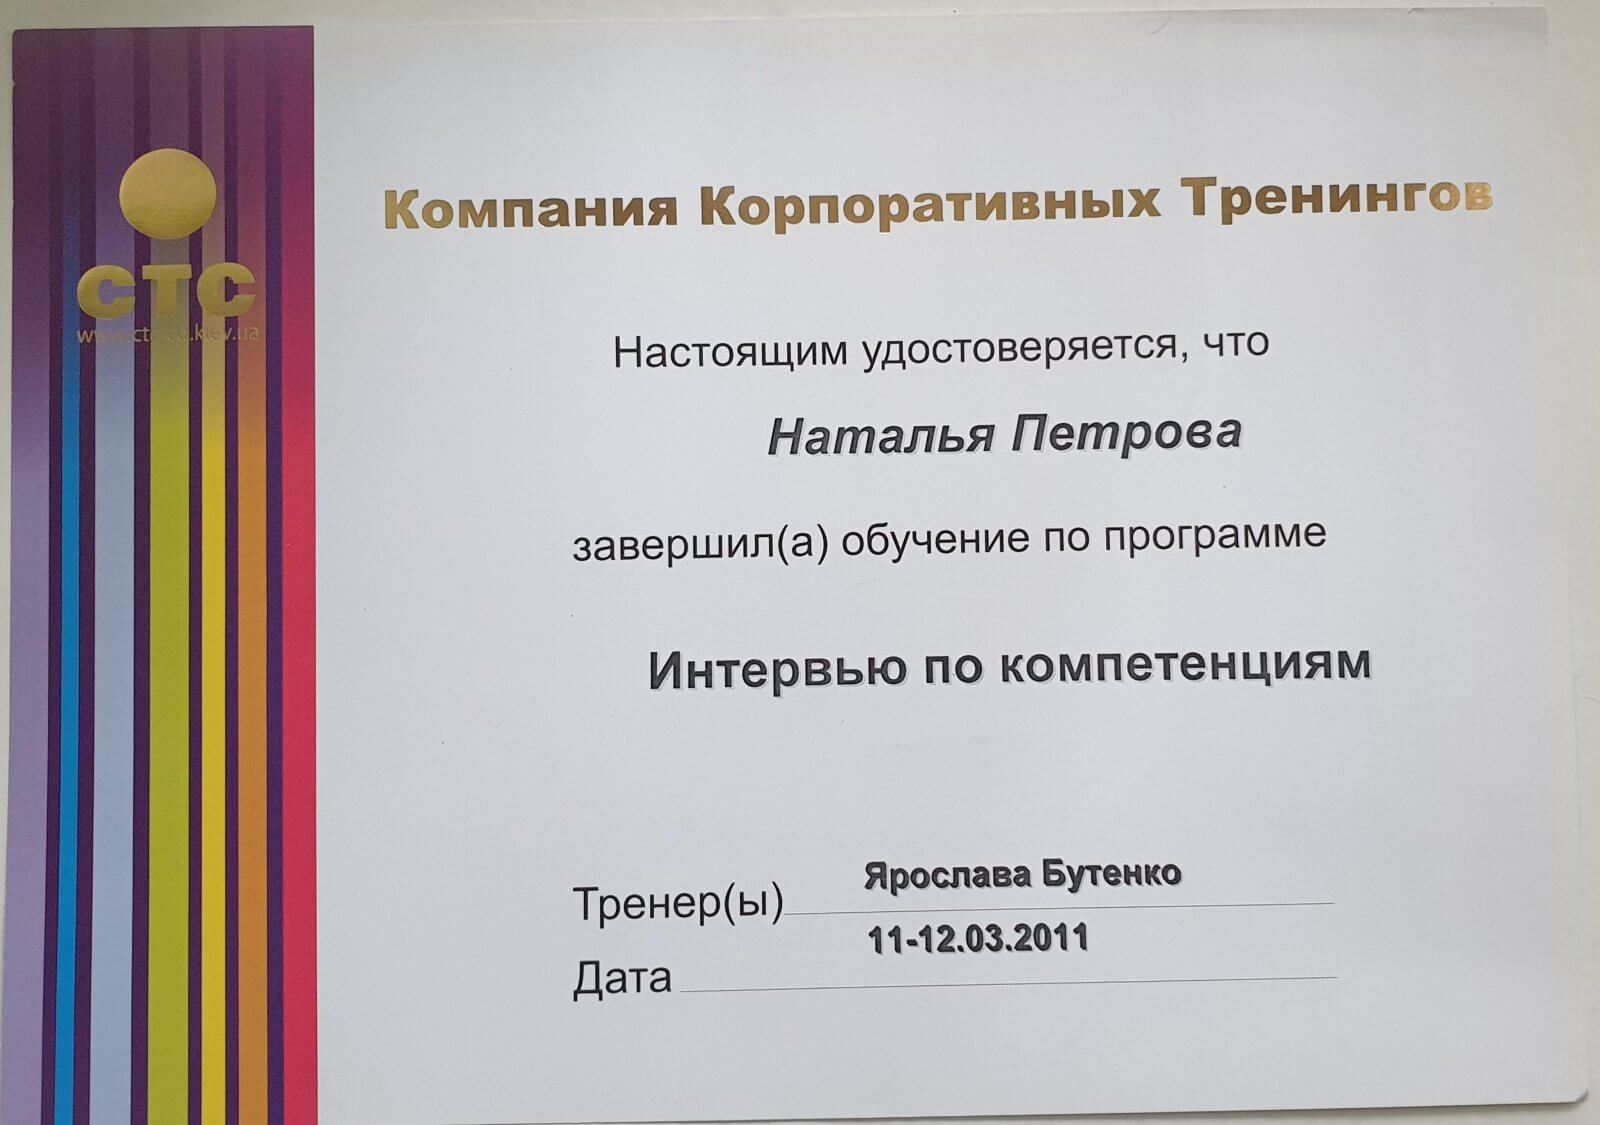 Компания Корпоративных Тренингов
СТС
Настоящим удостоверяется, что
Наталья Петрова
завершил(а) обучение по программе
Интервью по компетенциям
Тренер(ы) Ярослава Бутенко
Дата 11-12.03.2011